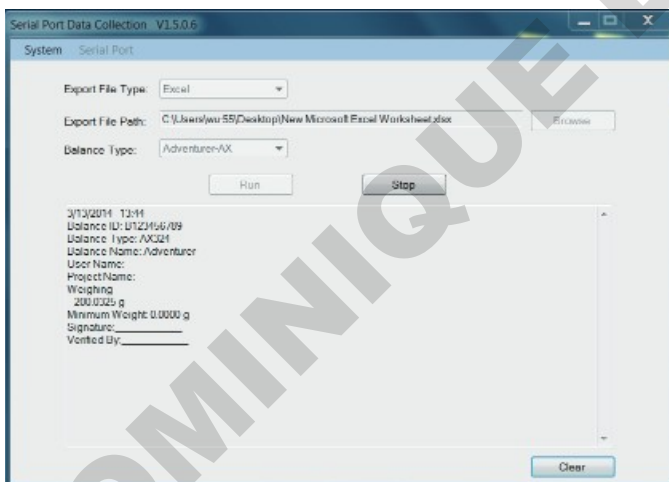 Serial Port Data Collection V1.5.0.6
System Serial Port
Export File Type: Excel
Export File Path: C:\Users\wu-55\Desktop\New Microsoft Excel Worksheet.xlsx Browse
Balance Type: Adventurer-AX
Run Stop
3/13/2014 13:44
Balance ID: B123456789
Balance Type: AX324
Balance Name: Adventurer
User Name:
Project Name:
Weighing
200.0325 g
Minimum Weight: 0.0000 g
Signature:____________
Verified By:____________
Clear
DOMINIQUE